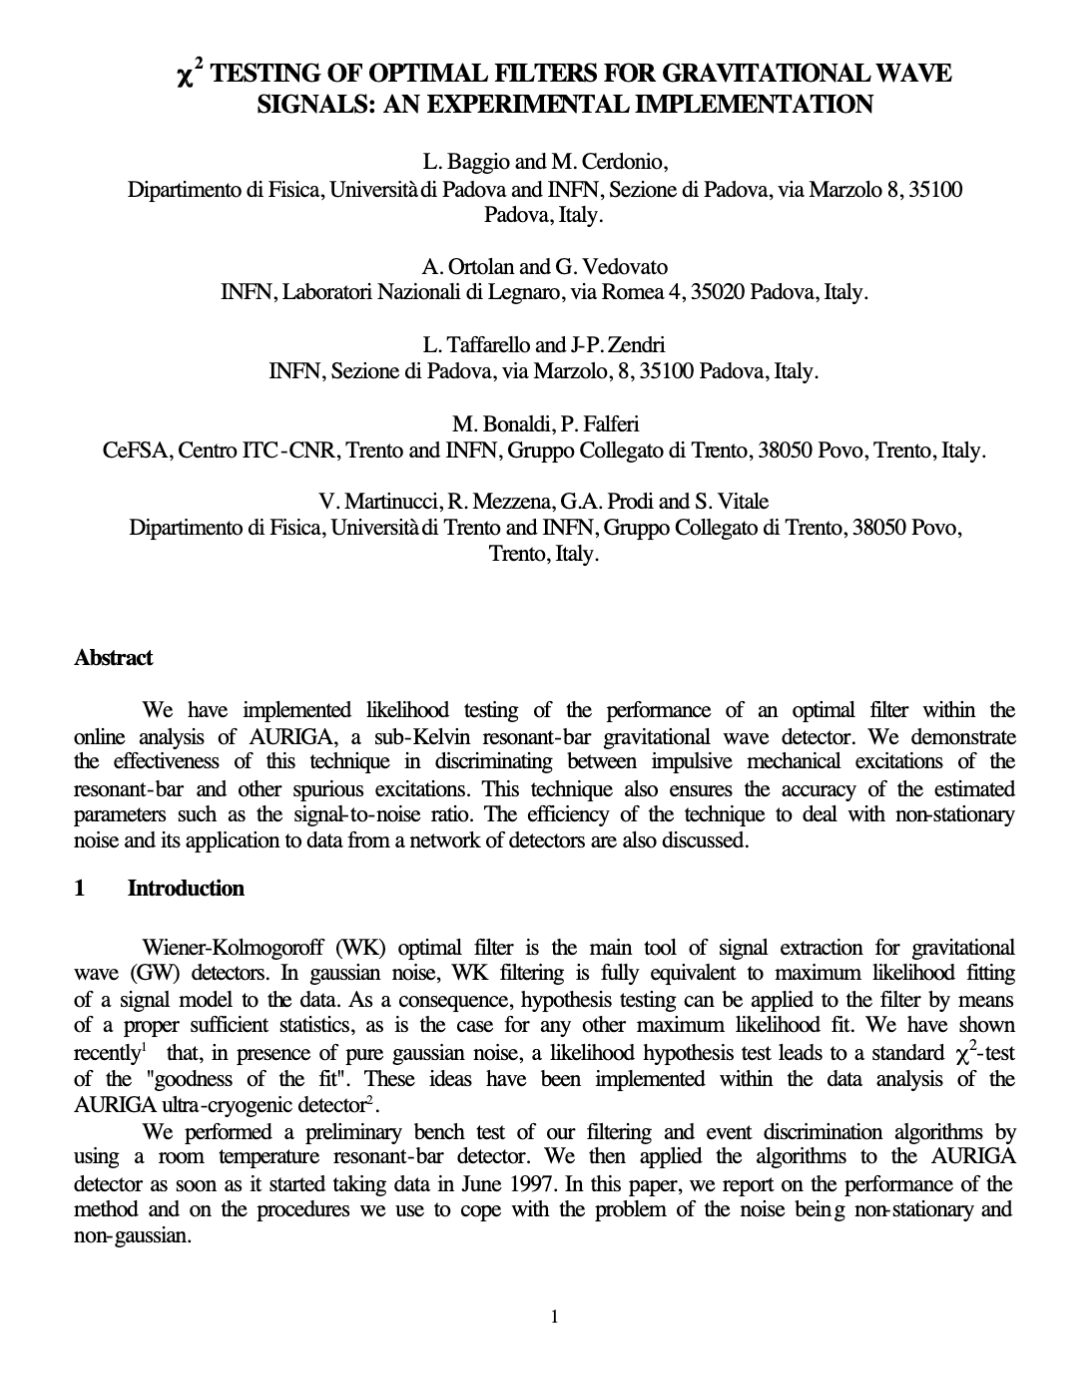 χ² TESTING OF OPTIMAL FILTERS FOR GRAVITATIONAL WAVE
SIGNALS: AN EXPERIMENTAL IMPLEMENTATION
L. Baggio and M. Cerdonio,
Dipartimento di Fisica, Università di Padova and INFN, Sezione di Padova, via Marzolo 8, 35100
Padova, Italy.
A. Ortolan and G. Vedovato
INFN, Laboratori Nazionali di Legnaro, via Romea 4, 35020 Padova, Italy.
L. Taffarello and J-P. Zendri
INFN, Sezione di Padova, via Marzolo, 8, 35100 Padova, Italy.
M. Bonaldi, P. Falferi
CeFSA, Centro ITC-CNR, Trento and INFN, Gruppo Collegato di Trento, 38050 Povo, Trento, Italy.
V. Martinucci, R. Mezzena, G.A. Prodi and S. Vitale
Dipartimento di Fisica, Università di Trento and INFN, Gruppo Collegato di Trento, 38050 Povo,
Trento, Italy.
Abstract
We have implemented likelihood testing of the performance of an optimal filter within the
online analysis of AURIGA, a sub-Kelvin resonant-bar gravitational wave detector. We demonstrate
the effectiveness of this technique in discriminating between impulsive mechanical excitations of the
resonant-bar and other spurious excitations. This technique also ensures the accuracy of the estimated
parameters such as the signal-to-noise ratio. The efficiency of the technique to deal with non-stationary
noise and its application to data from a network of detectors are also discussed.
1 Introduction
Wiener-Kolmogoroff (WK) optimal filter is the main tool of signal extraction for gravitational
wave (GW) detectors. In gaussian noise, WK filtering is fully equivalent to maximum likelihood fitting
of a signal model to the data. As a consequence, hypothesis testing can be applied to the filter by means
of a proper sufficient statistics, as is the case for any other maximum likelihood fit. We have shown
recently¹ that, in presence of pure gaussian noise, a likelihood hypothesis test leads to a standard χ²-test
of the "goodness of the fit". These ideas have been implemented within the data analysis of the
AURIGA ultra-cryogenic detector².
We performed a preliminary bench test of our filtering and event discrimination algorithms by
using a room temperature resonant-bar detector. We then applied the algorithms to the AURIGA
detector as soon as it started taking data in June 1997. In this paper, we report on the performance of the
method and on the procedures we use to cope with the problem of the noise being non-stationary and
non-gaussian.
1